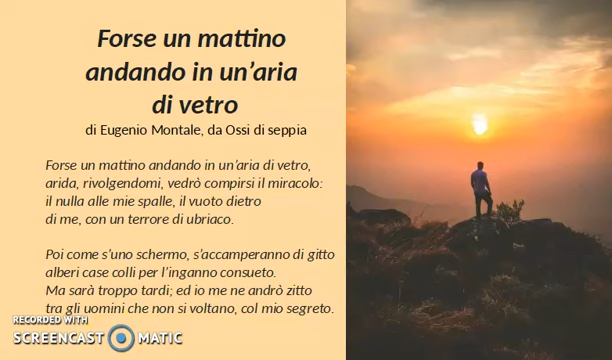 Forse un mattino
andando in un’aria
di vetro
di Eugenio Montale, da Ossi di seppia
Forse un mattino andando in un’aria di vetro,
arida, rivolgendomi, vedrò compirsi il miracolo:
il nulla alle mie spalle, il vuoto dietro
di me, con un terrore di ubriaco.
Poi come s’uno schermo, s’accamperanno di gitto
alberi case colli per l’inganno consueto.
Ma sarà troppo tardi; ed io me ne andrò zitto
tra gli uomini che non si voltano, col mio segreto.
RECORDED WITH
SCREENCAST MATIC